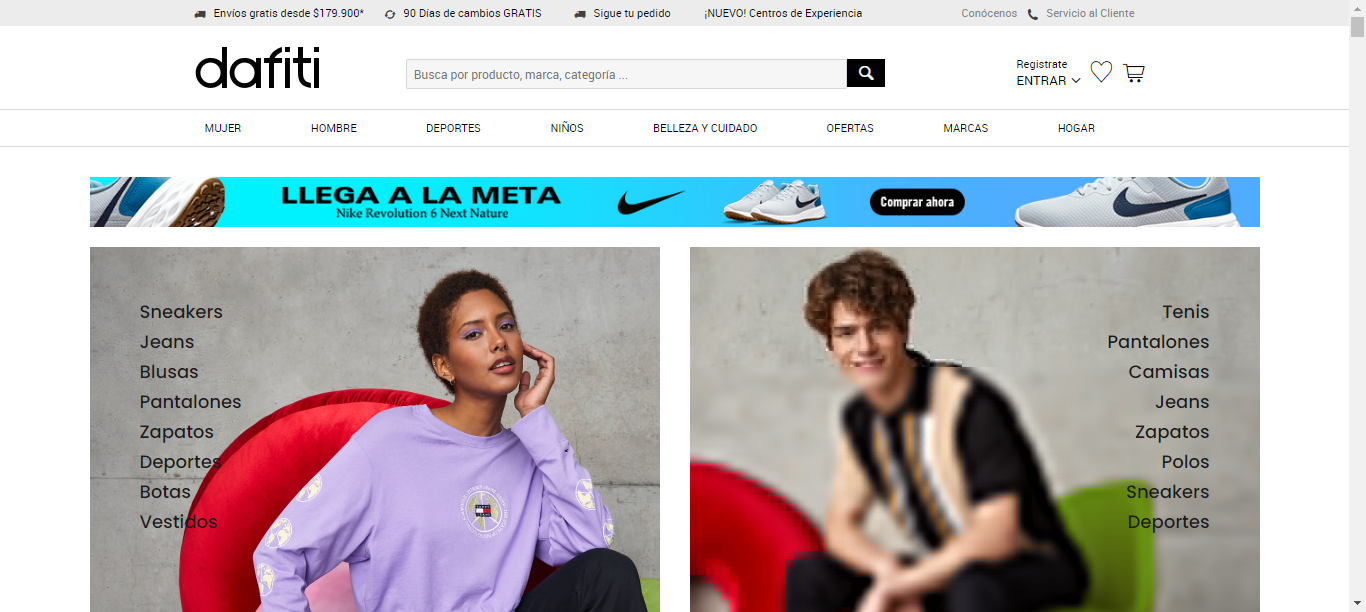 Envíos gratis desde $179.900*
90 Días de cambios GRATIS
Sigue tu pedido
¡NUEVO! Centros de Experiencia
Conócenos
Servicio al Cliente
dafiti
Busca por producto, marca, categoría ...
Registrate
ENTRAR
MUJER
HOMBRE
DEPORTES
NIÑOS
BELLEZA Y CUIDADO
OFERTAS
MARCAS
HOGAR
LLEGA A LA META
Nike Revolution 6 Next Nature
Comprar ahora
Sneakers
Jeans
Blusas
Pantalones
Zapatos
Deportes
Botas
Vestidos
Tenis
Pantalones
Camisas
Jeans
Zapatos
Polos
Sneakers
Deportes